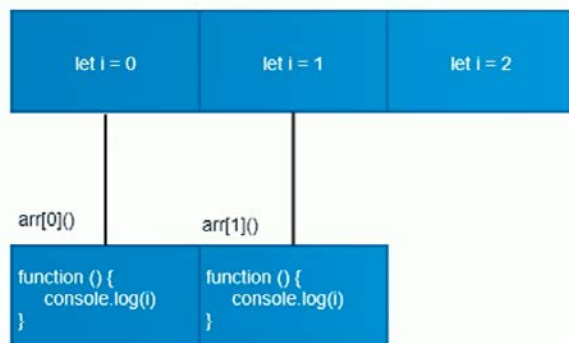 let i = 0
let i = 1
let i = 2
arr[0]()
arr[1]()
function () {
console.log(i)
}
function () {
console.log(i)
}